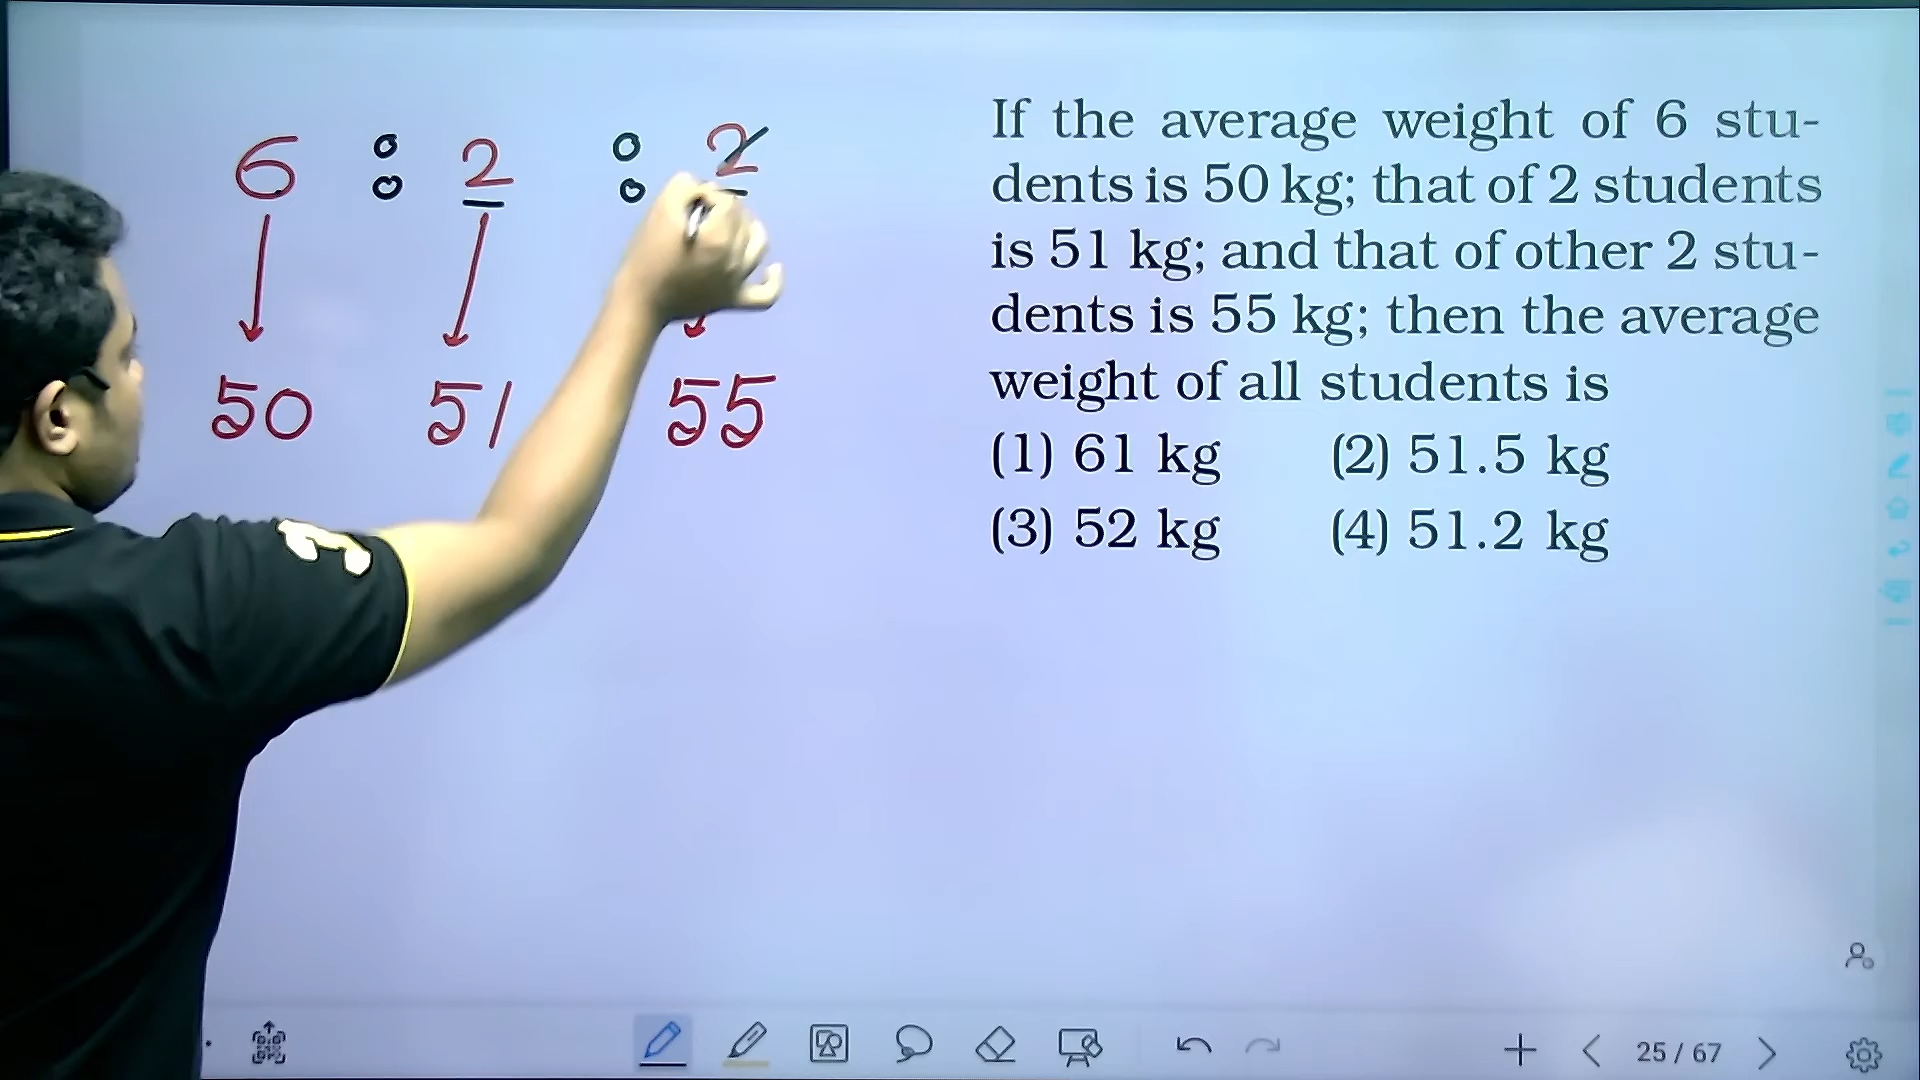 6 : 2 : 2
50 51 55
If the average weight of 6 stu-
dents is 50 kg; that of 2 students
is 51 kg; and that of other 2 stu-
dents is 55 kg; then the average
weight of all students is
(1) 61 kg (2) 51.5 kg
(3) 52 kg (4) 51.2 kg
25 / 67